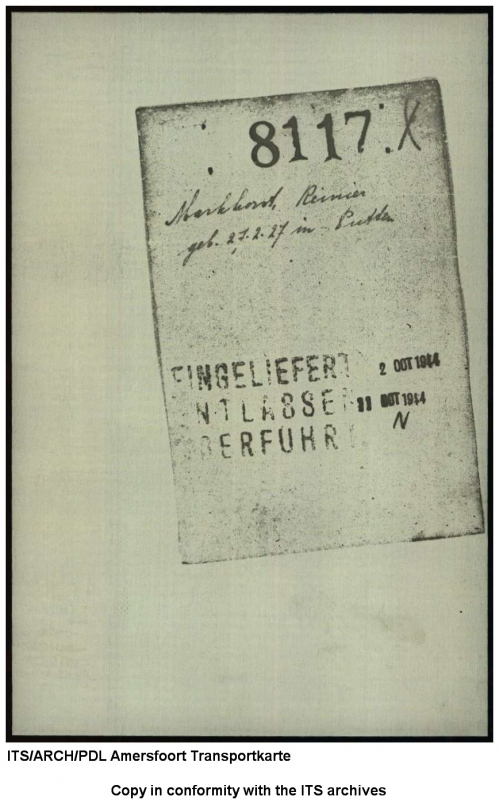 8117. X
Markhorst, Reinier
geb. 27.2.27 in Putten
EINGELIEFERT 2 OCT 1944
ENTLASSEN 11 OCT 1944
ÜBERFÜHRT N
ITS/ARCH/PDL Amersfoort Transportkarte
Copy in conformity with the ITS archives